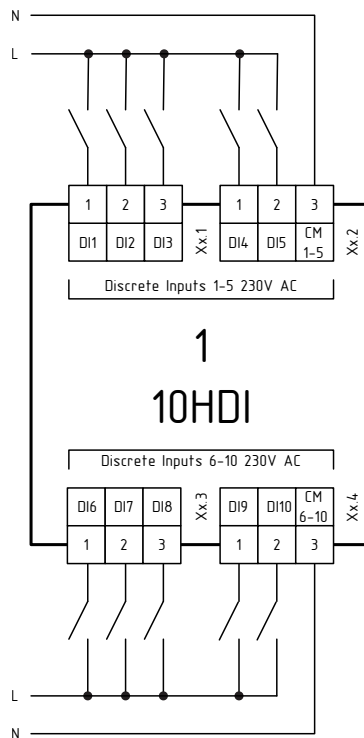 N
L
1 2 3 1 2 3
DI1 DI2 DI3 Xx.1 DI4 DI5 CM 1-5 Xx.2
Discrete Inputs 1-5 230V AC
1
10HDI
Discrete Inputs 6-10 230V AC
DI6 DI7 DI8 Xx.3 DI9 DI10 CM 6-10 Xx.4
1 2 3 1 2 3
L
N